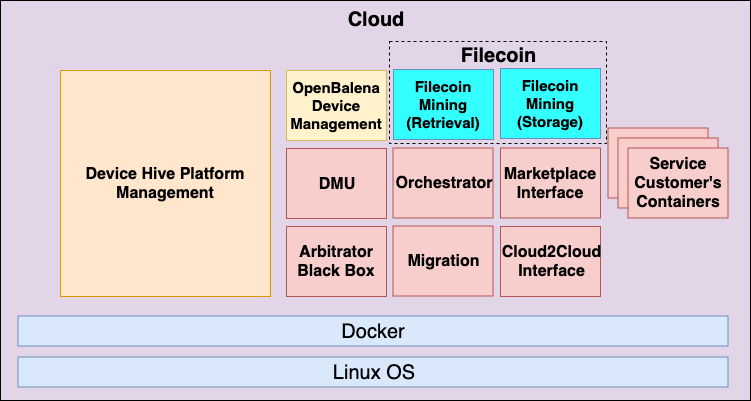 Cloud
Filecoin
Device Hive Platform
Management
OpenBalena
Device
Management
Filecoin
Mining
(Retrieval)
Filecoin
Mining
(Storage)
DMU
Orchestrator
Marketplace
Interface
Service
Customer's
Containers
Arbitrator
Black Box
Migration
Cloud2Cloud
Interface
Docker
Linux OS